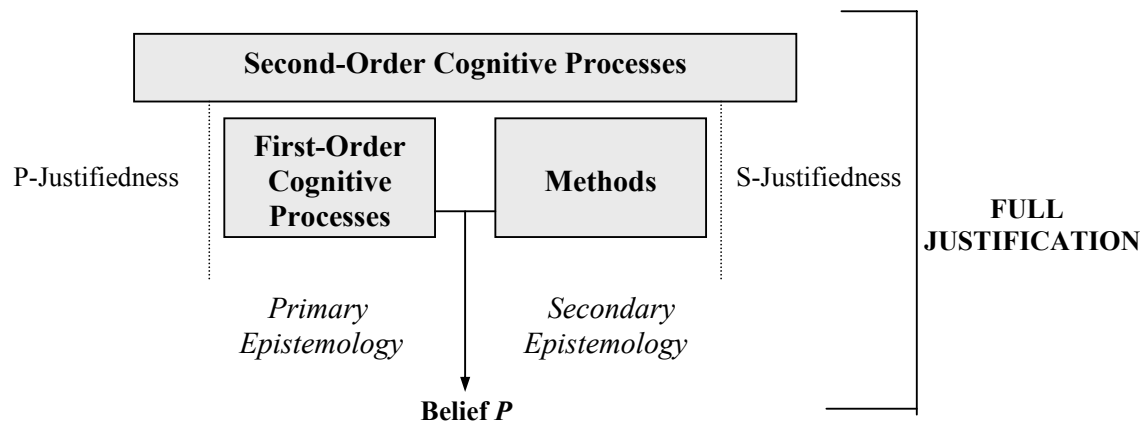 Second-Order Cognitive Processes
First-Order
Cognitive
Processes
Methods
P-Justifiedness
S-Justifiedness
FULL
JUSTIFICATION
Primary
Epistemology
Secondary
Epistemology
Belief P